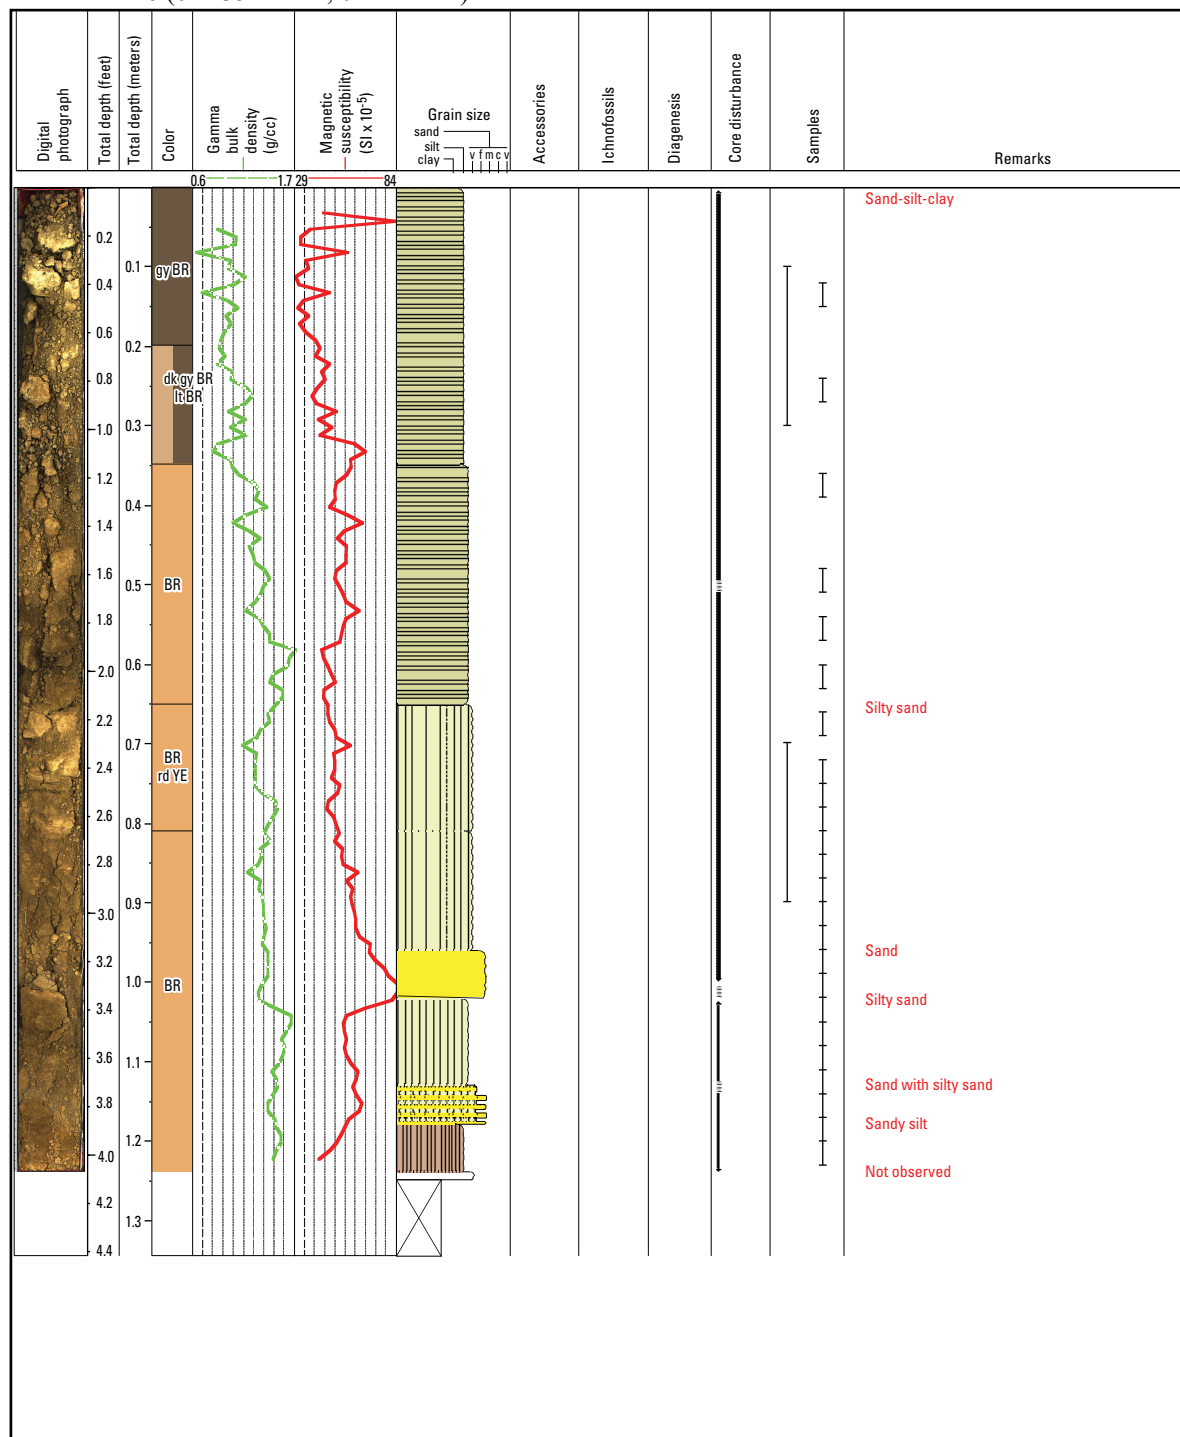 Digital photograph
Total depth (feet)
Total depth (meters)
Color
Gamma bulk density (g/cc)
Magnetic susceptibility (SI x 10-5)
Grain size
sand
silt
clay
v f m c v
Accessories
Ichnofossils
Diagenesis
Core disturbance
Samples
Remarks
0.6 1.7 29 84
Sand-silt-clay
0.2
0.1
gy BR
0.4
0.6
0.2
dk gy BR
0.8
lt BR
0.3
1.0
1.2
0.4
1.4
1.6
0.5
BR
1.8
0.6
2.0
Silty sand
2.2
0.7
BR
2.4
rd YE
2.6
0.8
2.8
0.9
3.0
Sand
3.2
1.0
BR
Silty sand
3.4
3.6
1.1
Sand with silty sand
3.8
Sandy silt
1.2
4.0
Not observed
4.2
1.3
4.4